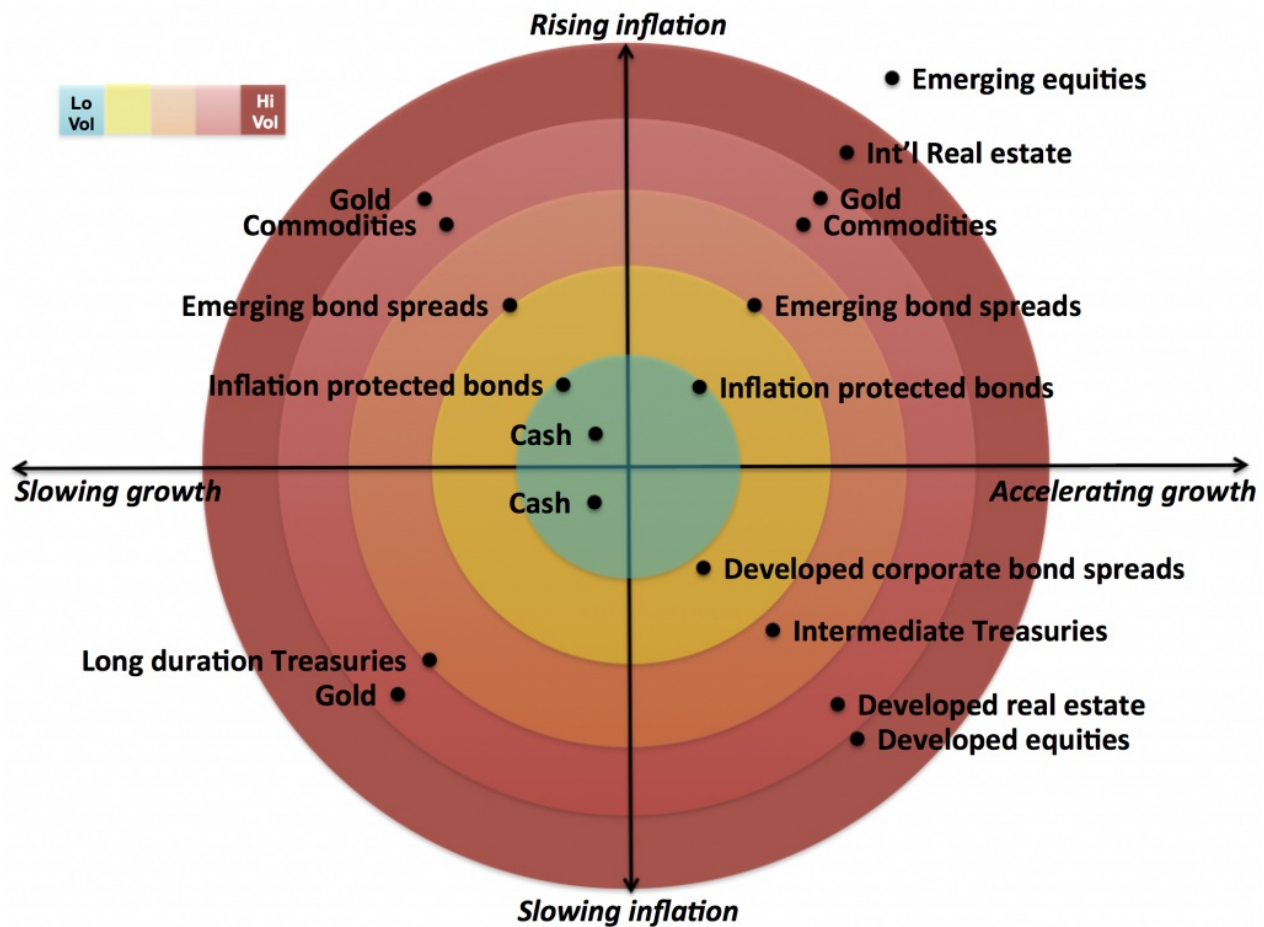 Rising inflation
Lo
Vol
Hi
Vol
Emerging equities
Int'l Real estate
Gold
Gold
Commodities
Commodities
Emerging bond spreads
Emerging bond spreads
Inflation protected bonds
Inflation protected bonds
Cash
Slowing growth
Accelerating growth
Cash
Developed corporate bond spreads
Intermediate Treasuries
Long duration Treasuries
Gold
Developed real estate
Developed equities
Slowing inflation